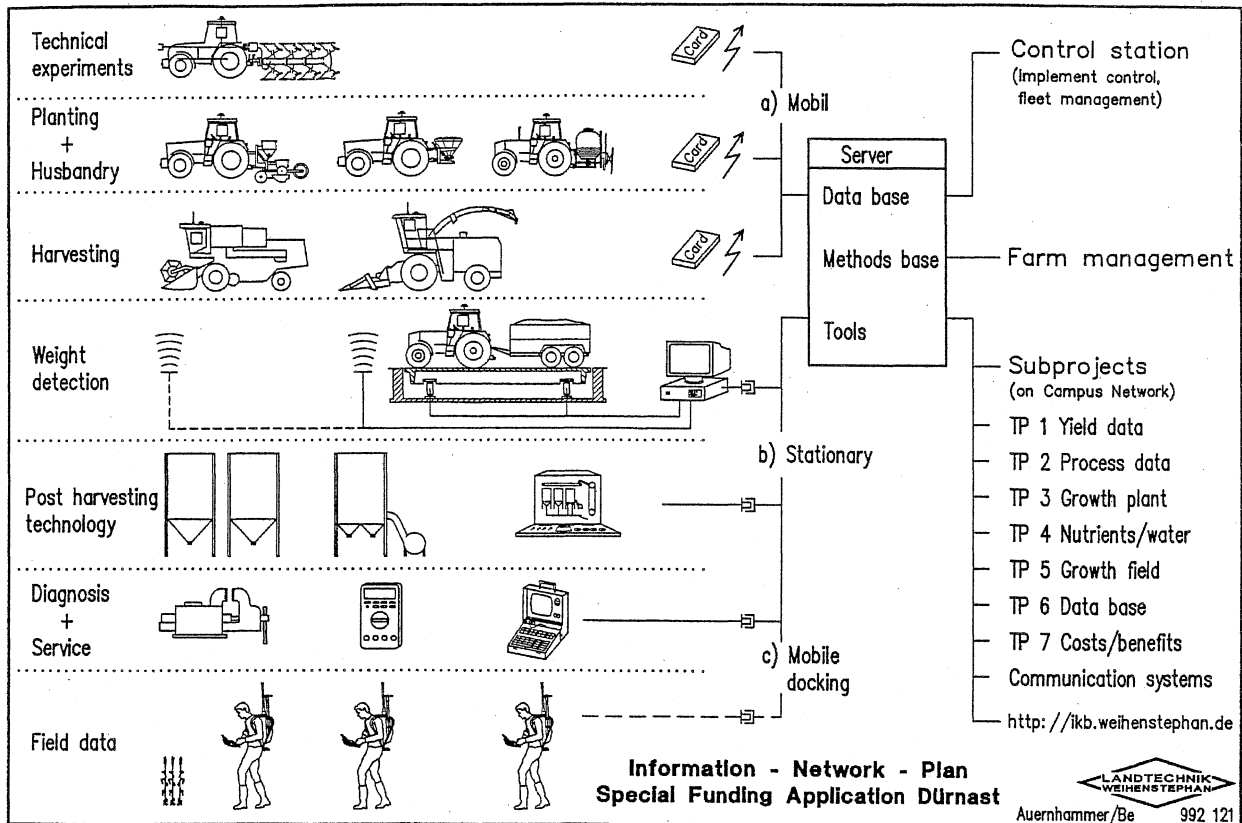 Technical
experiments
Card
Planting
+
Husbandry
Card
Harvesting
Card
a) Mobil
Weight
detection
Post harvesting
technology
b) Stationary
Diagnosis
+
Service
c) Mobile
docking
Field data
Server
Data base
Methods base
Tools
Control station
(implement control,
fleet management)
Farm management
Subprojects
(on Campus Network)
TP 1 Yield data
TP 2 Process data
TP 3 Growth plant
TP 4 Nutrients/water
TP 5 Growth field
TP 6 Data base
TP 7 Costs/benefits
Communication systems
http://ikb.weihenstephan.de
Information - Network - Plan
Special Funding Application Dürnast
LANDTECHNIK
WEIHENSTEPHAN
Auernhammer/Be 992 121